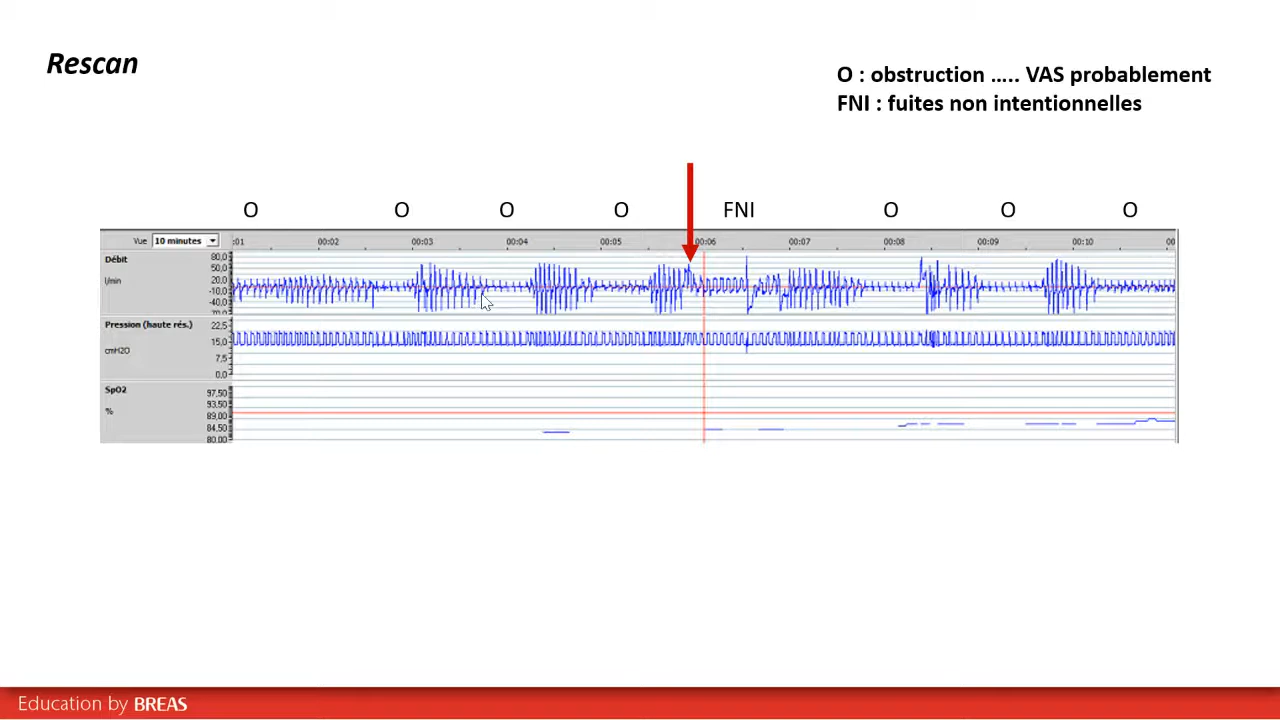 Rescan
O : obstruction ..... VAS probablement
FNI : fuites non intentionnelles
O O O O FNI O O O
Vue 10 minutes :01 00:02 00:03 00:04 00:05 00:06 00:07 00:08 00:09 00:10 00
Débit
l/min
80,0
50,0
20,0
-10,0
-40,0
Pression (haute rés.)
cmH2O
22,5
15,0
7,5
0,0
SpO2
%
97,50
93,50
89,00
84,50
80,00
Education by BREAS